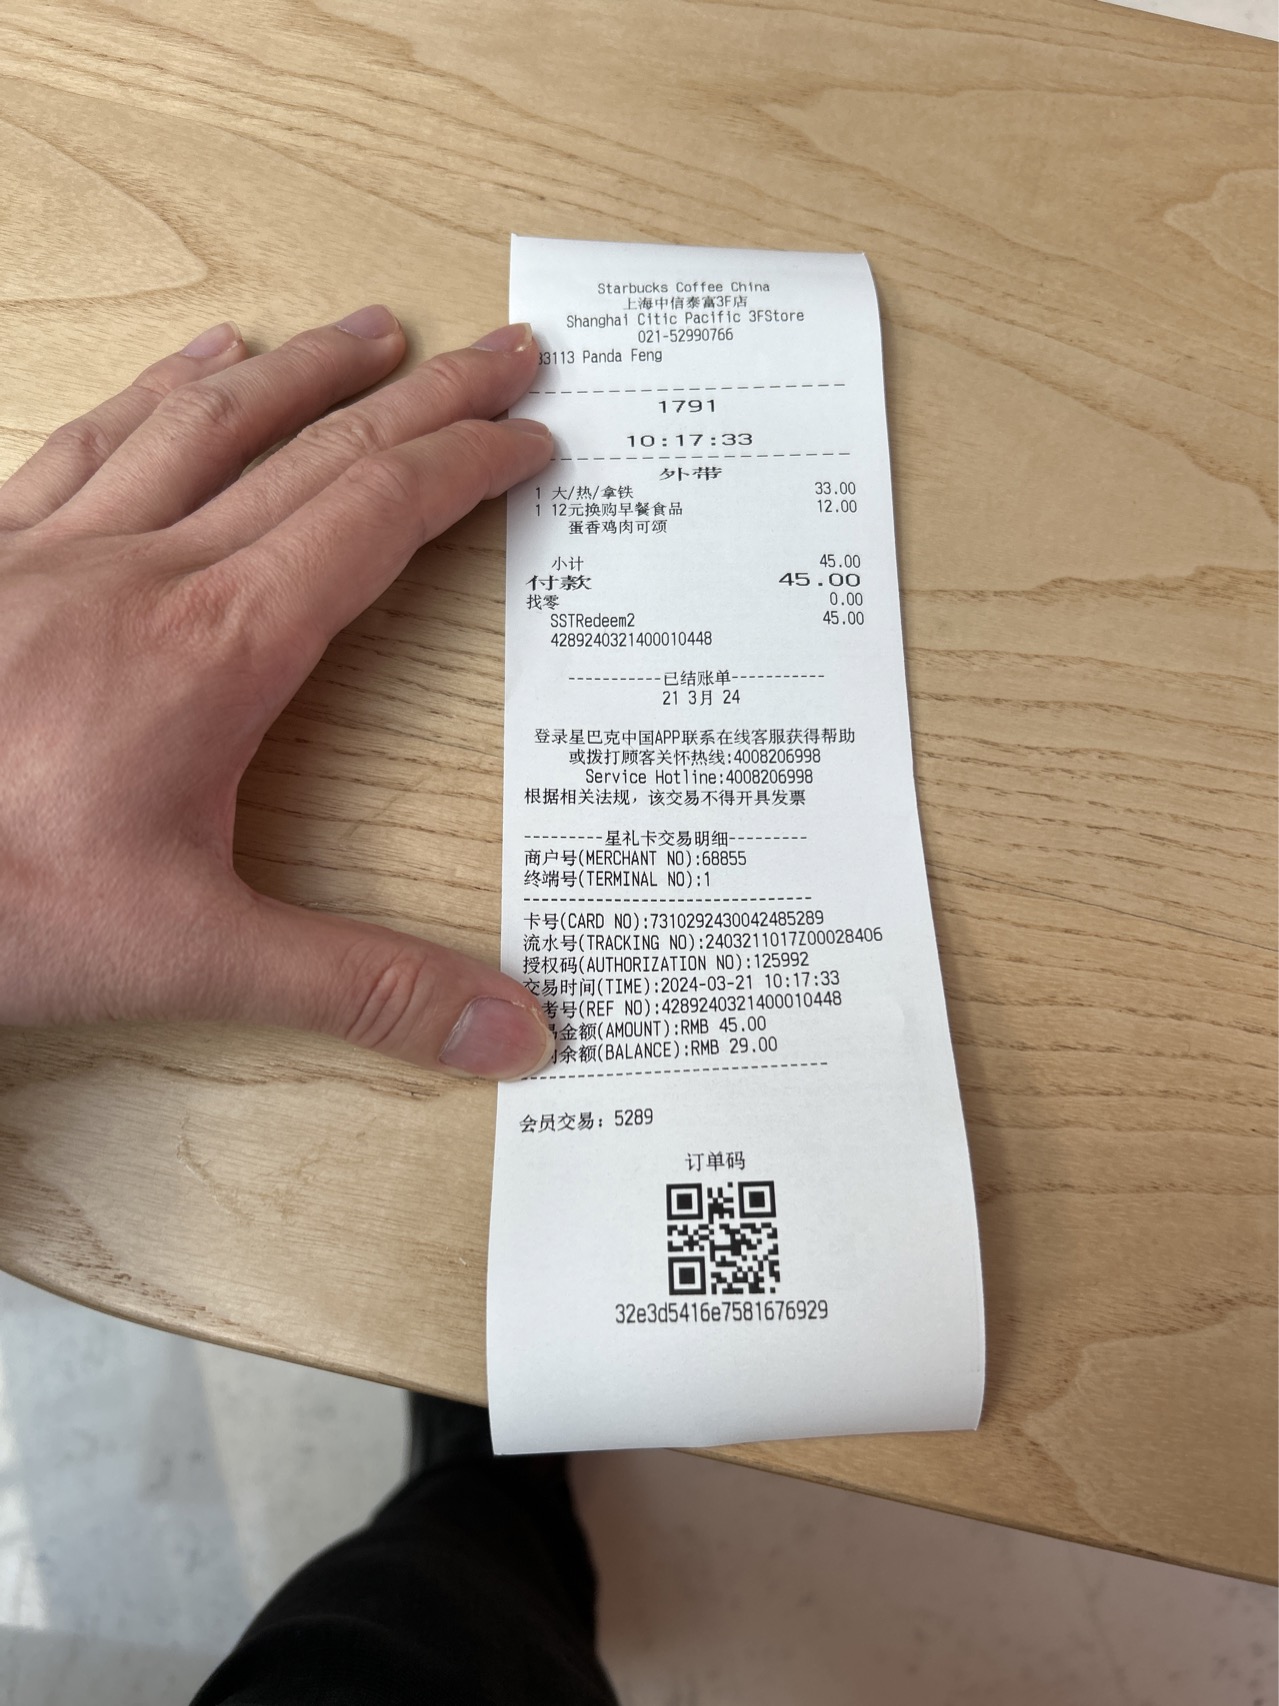 Starbucks Coffee China
上海中信泰富3F店
Shanghai Citic Pacific 3FStore
021-52990766
33113 Panda Feng
1791
10:17:33
外带
1 大/热/拿铁 33.00
1 12元换购早餐食品 12.00
蛋香鸡肉可颂
小计 45.00
付款 45.00
找零 0.00
SSTRedeem2 45.00
4289240321400010448
-----------已结账单-----------
21 3月 24
登录星巴克中国APP联系在线客服获得帮助
或拨打顾客关怀热线:4008206998
Service Hotline:4008206998
根据相关法规，该交易不得开具发票
---------星礼卡交易明细---------
商户号(MERCHANT NO):68855
终端号(TERMINAL NO):1
卡号(CARD NO):7310292430042485289
流水号(TRACKING NO):2403211017Z00028406
授权码(AUTHORIZATION NO):125992
交易时间(TIME):2024-03-21 10:17:33
考号(REF NO):4289240321400010448
易金额(AMOUNT):RMB 45.00
余额(BALANCE):RMB 29.00
会员交易: 5289
订单码
32e3d5416e7581676929